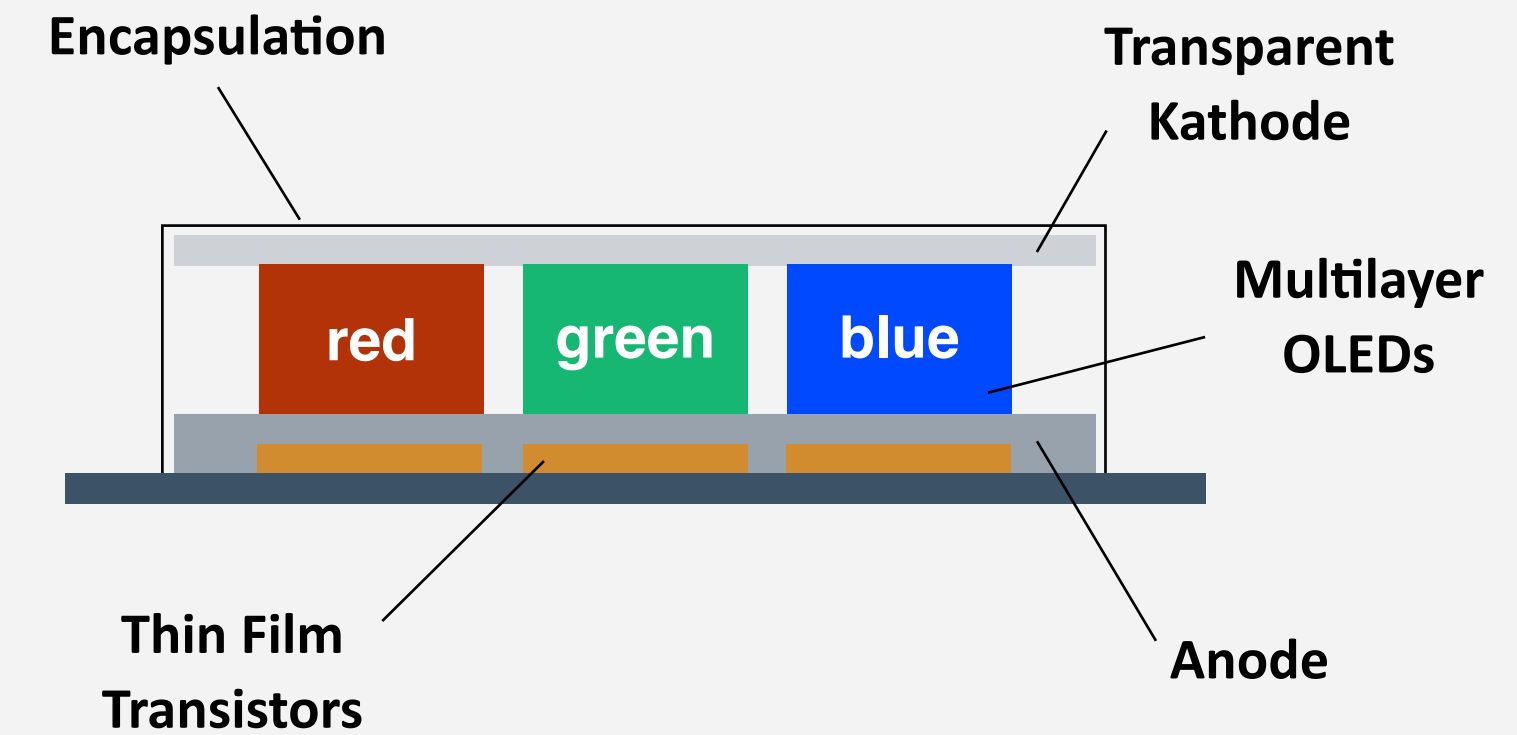 Encapsulation
Transparent
Kathode
Multilayer
OLEDs
red
green
blue
Thin Film
Transistors
Anode